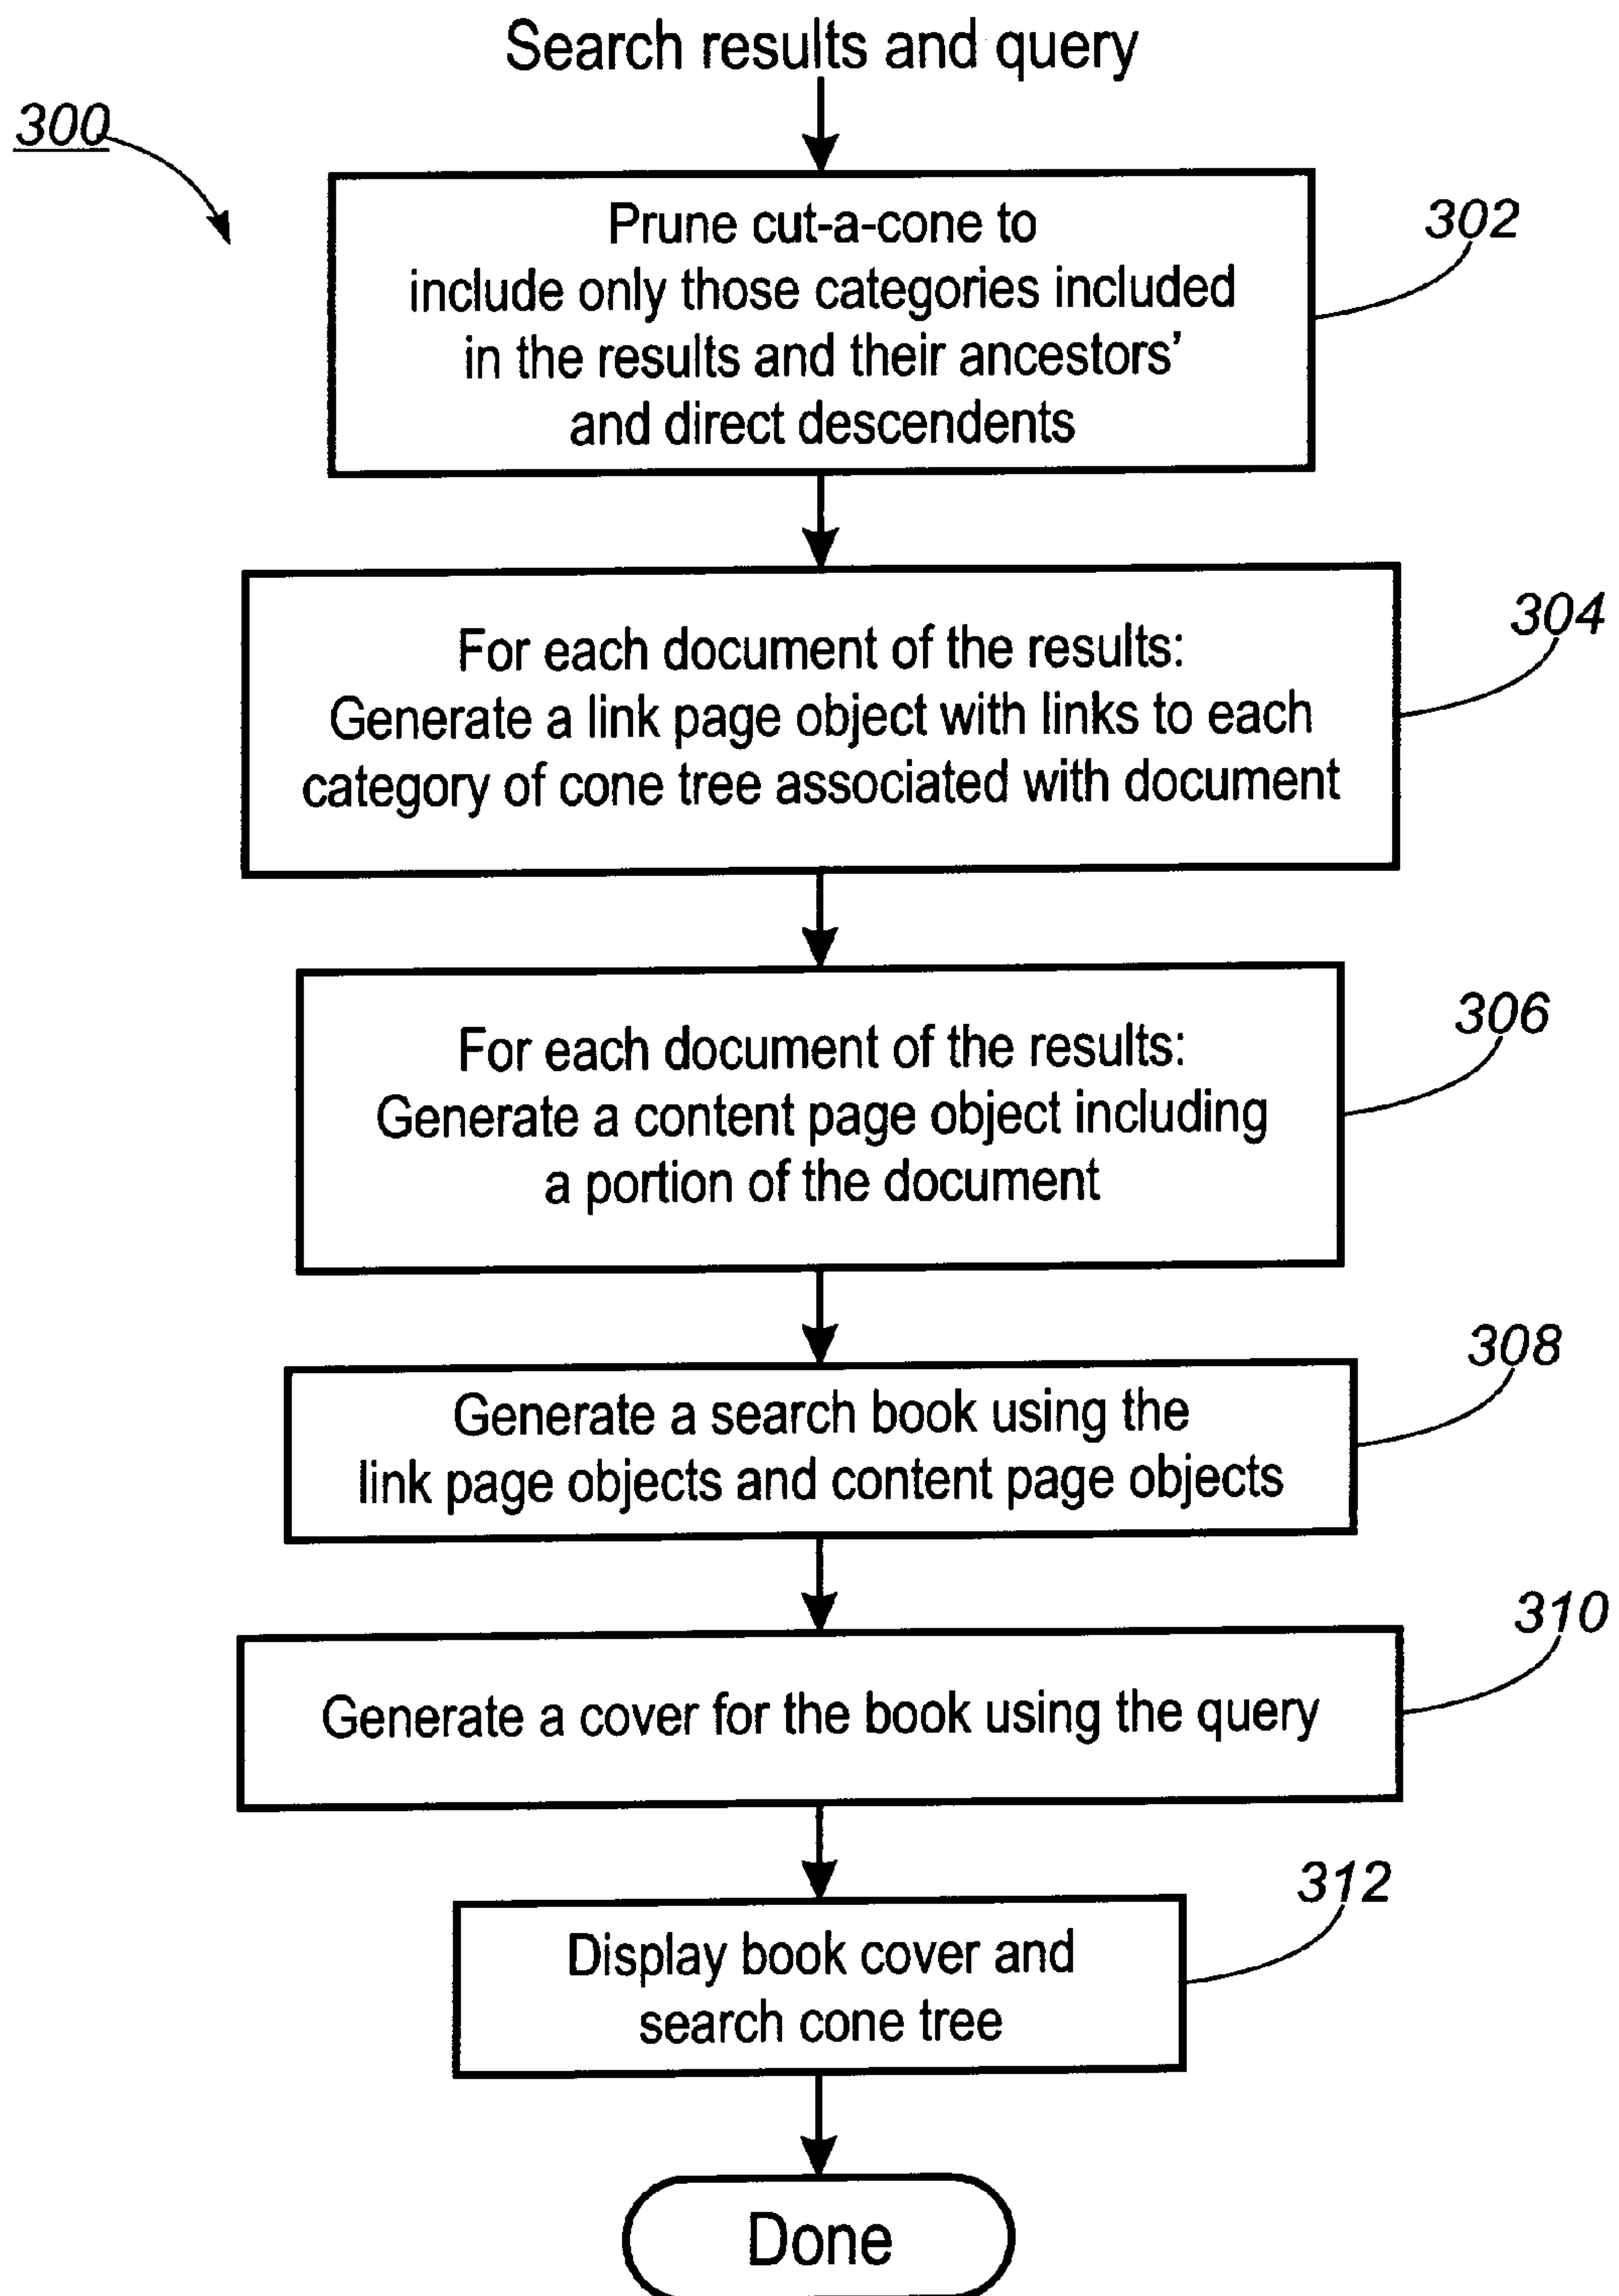 Search results and query
300
Prune cut-a-cone to
include only those categories included
in the results and their ancestors'
and direct descendents
302
For each document of the results:
Generate a link page object with links to each
category of cone tree associated with document
304
For each document of the results:
Generate a content page object including
a portion of the document
306
Generate a search book using the
link page objects and content page objects
308
Generate a cover for the book using the query
310
Display book cover and
search cone tree
312
Done